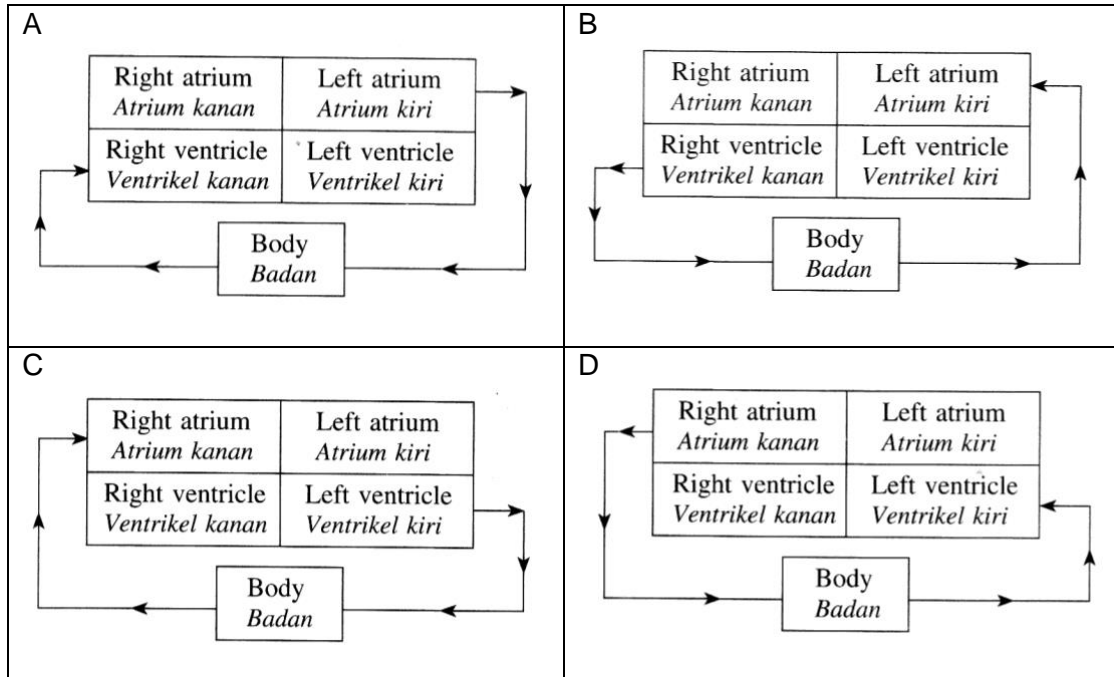 A
Right atrium
Atrium kanan
Left atrium
Atrium kiri
Right ventricle
Ventrikel kanan
Left ventricle
Ventrikel kiri
Body
Badan
B
Right atrium
Atrium kanan
Left atrium
Atrium kiri
Right ventricle
Ventrikel kanan
Left ventricle
Ventrikel kiri
Body
Badan
C
Right atrium
Atrium kanan
Left atrium
Atrium kiri
Right ventricle
Ventrikel kanan
Left ventricle
Ventrikel kiri
Body
Badan
D
Right atrium
Atrium kanan
Left atrium
Atrium kiri
Right ventricle
Ventrikel kanan
Left ventricle
Ventrikel kiri
Body
Badan